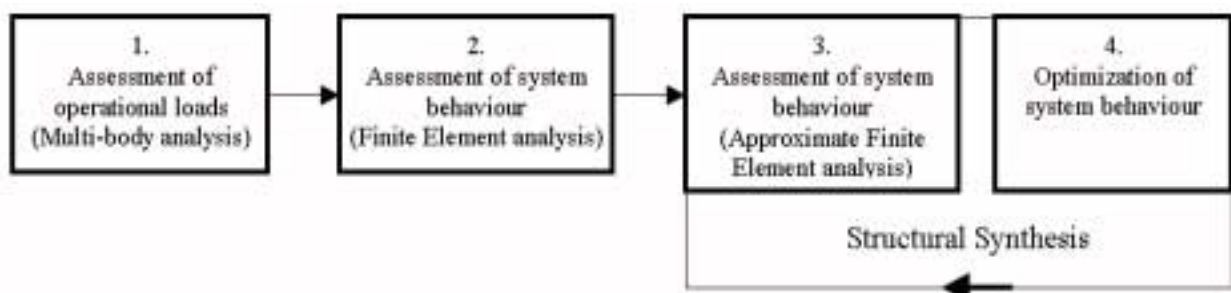 1.
Assessment of
operational loads
(Multi-body analysis)
2.
Assessment of system
behaviour
(Finite Element analysis)
3.
Assessment of system
behaviour
(Approximate Finite
Element analysis)
4.
Optimization of
system behaviour
Structural Synthesis